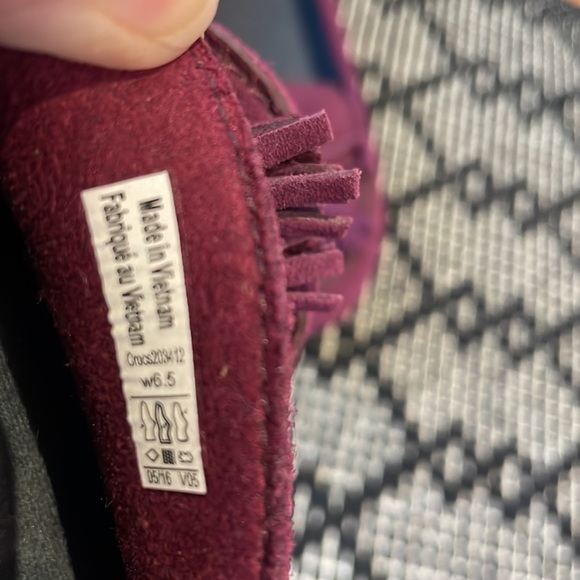 Made in Vietnam
Fabriqué au Vietnam
Crocs203412
W6.5
05/16 V05